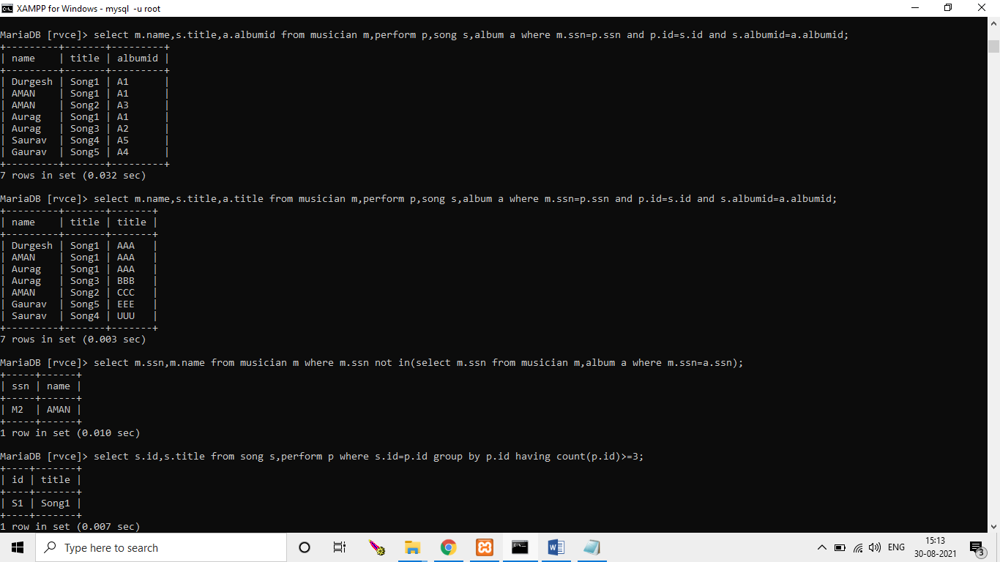 XAMPP for Windows - mysql -u root
MariaDB [rvce]> select m.name,s.title,a.albumid from musician m,perform p,song s,album a where m.ssn=p.ssn and p.id=s.id and s.albumid=a.albumid;
+---------+-------+---------+
| name    | title | albumid |
+---------+-------+---------+
| Durgesh | Song1 | A1      |
| AMAN    | Song1 | A1      |
| AMAN    | Song2 | A3      |
| Aurag   | Song1 | A1      |
| Aurag   | Song3 | A2      |
| Saurav  | Song4 | A5      |
| Gaurav  | Song5 | A4      |
+---------+-------+---------+
7 rows in set (0.032 sec)
MariaDB [rvce]> select m.name,s.title,a.title from musician m,perform p,song s,album a where m.ssn=p.ssn and p.id=s.id and s.albumid=a.albumid;
+---------+-------+-------+
| name    | title | title |
+---------+-------+-------+
| Durgesh | Song1 | AAA   |
| AMAN    | Song1 | AAA   |
| Aurag   | Song1 | AAA   |
| Aurag   | Song3 | BBB   |
| AMAN    | Song2 | CCC   |
| Gaurav  | Song5 | EEE   |
| Saurav  | Song4 | UUU   |
+---------+-------+-------+
7 rows in set (0.003 sec)
MariaDB [rvce]> select m.ssn,m.name from musician m where m.ssn not in(select m.ssn from musician m,album a where m.ssn=a.ssn);
+-----+------+
| ssn | name |
+-----+------+
| M2  | AMAN |
+-----+------+
1 row in set (0.010 sec)
MariaDB [rvce]> select s.id,s.title from song s,perform p where s.id=p.id group by p.id having count(p.id)>=3;
+----+-------+
| id | title |
+----+-------+
| S1 | Song1 |
+----+-------+
1 row in set (0.007 sec)
Type here to search
ENG
15:13
30-08-2021
3